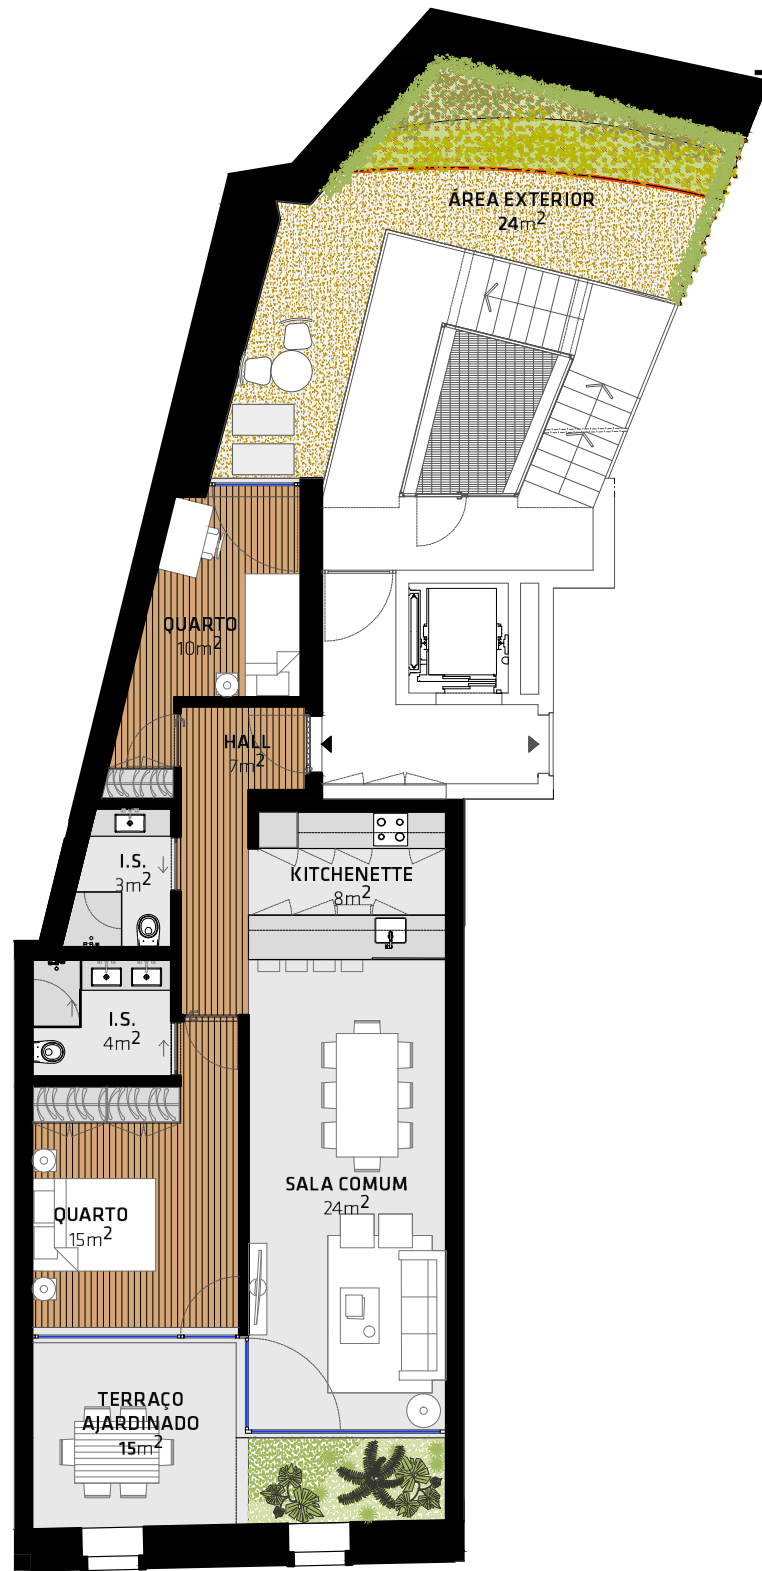 ÁREA EXTERIOR
24m²
QUARTO
10m²
HALL
7m²
I.S.
3m²
KITCHENETTE
8m²
I.S.
4m²
SALA COMUM
24m²
QUARTO
15m²
TERRAÇO
AJARDINADO
15m²